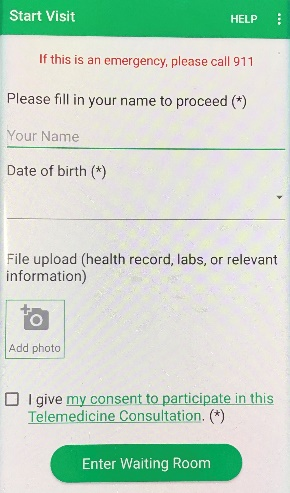 Start Visit
HELP
If this is an emergency, please call 911
Please fill in your name to proceed (*)
Your Name
Date of birth (*)
File upload (health record, labs, or relevant
information)
Add photo
I give my consent to participate in this
Telemedicine Consultation. (*)
Enter Waiting Room